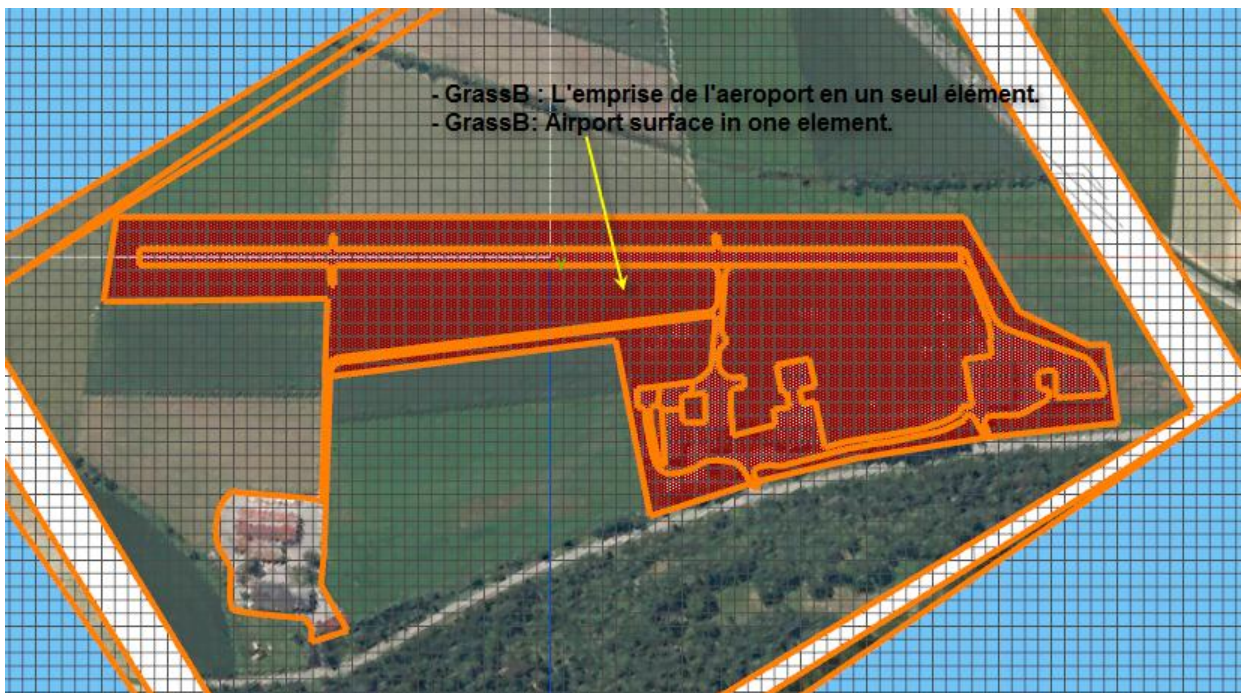 - GrassB : L'emprise de l'aeroport en un seul élément.
- GrassB: Airport surface in one element.